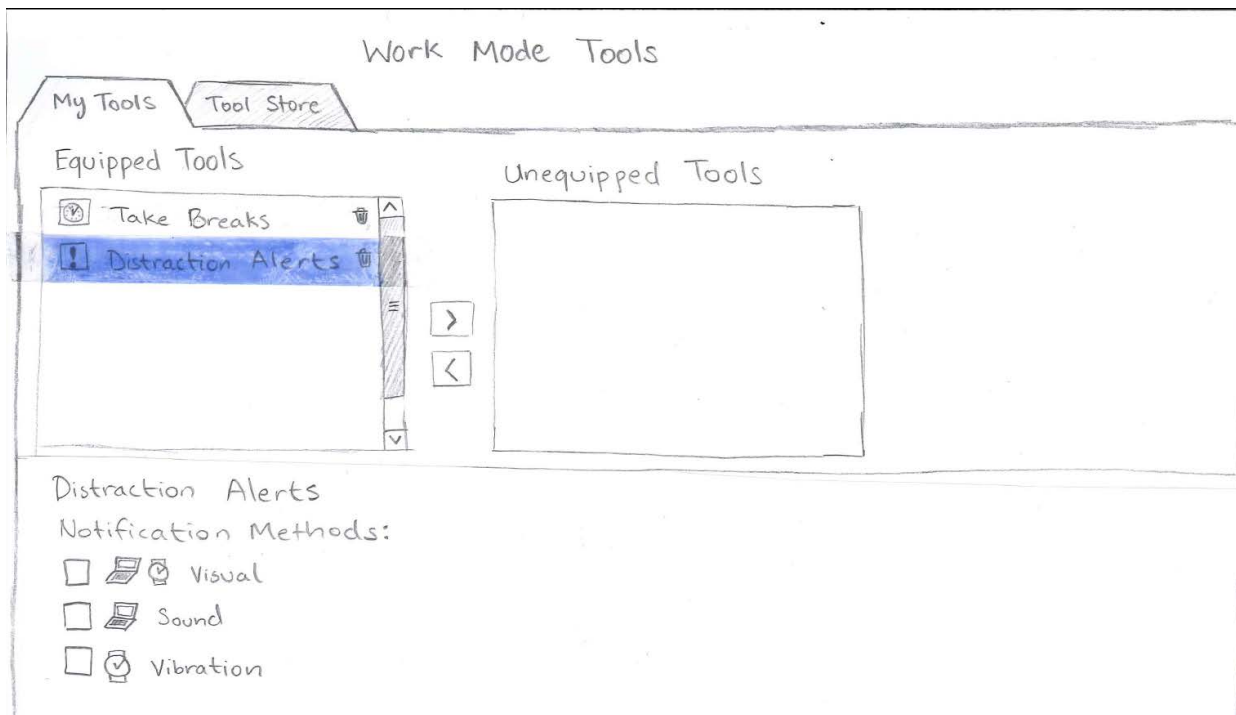 Work Mode Tools
My Tools
Tool Store
Equipped Tools
Unequipped Tools
Take Breaks
Distraction Alerts
>
<
Distraction Alerts
Notification Methods:
Visual
Sound
Vibration